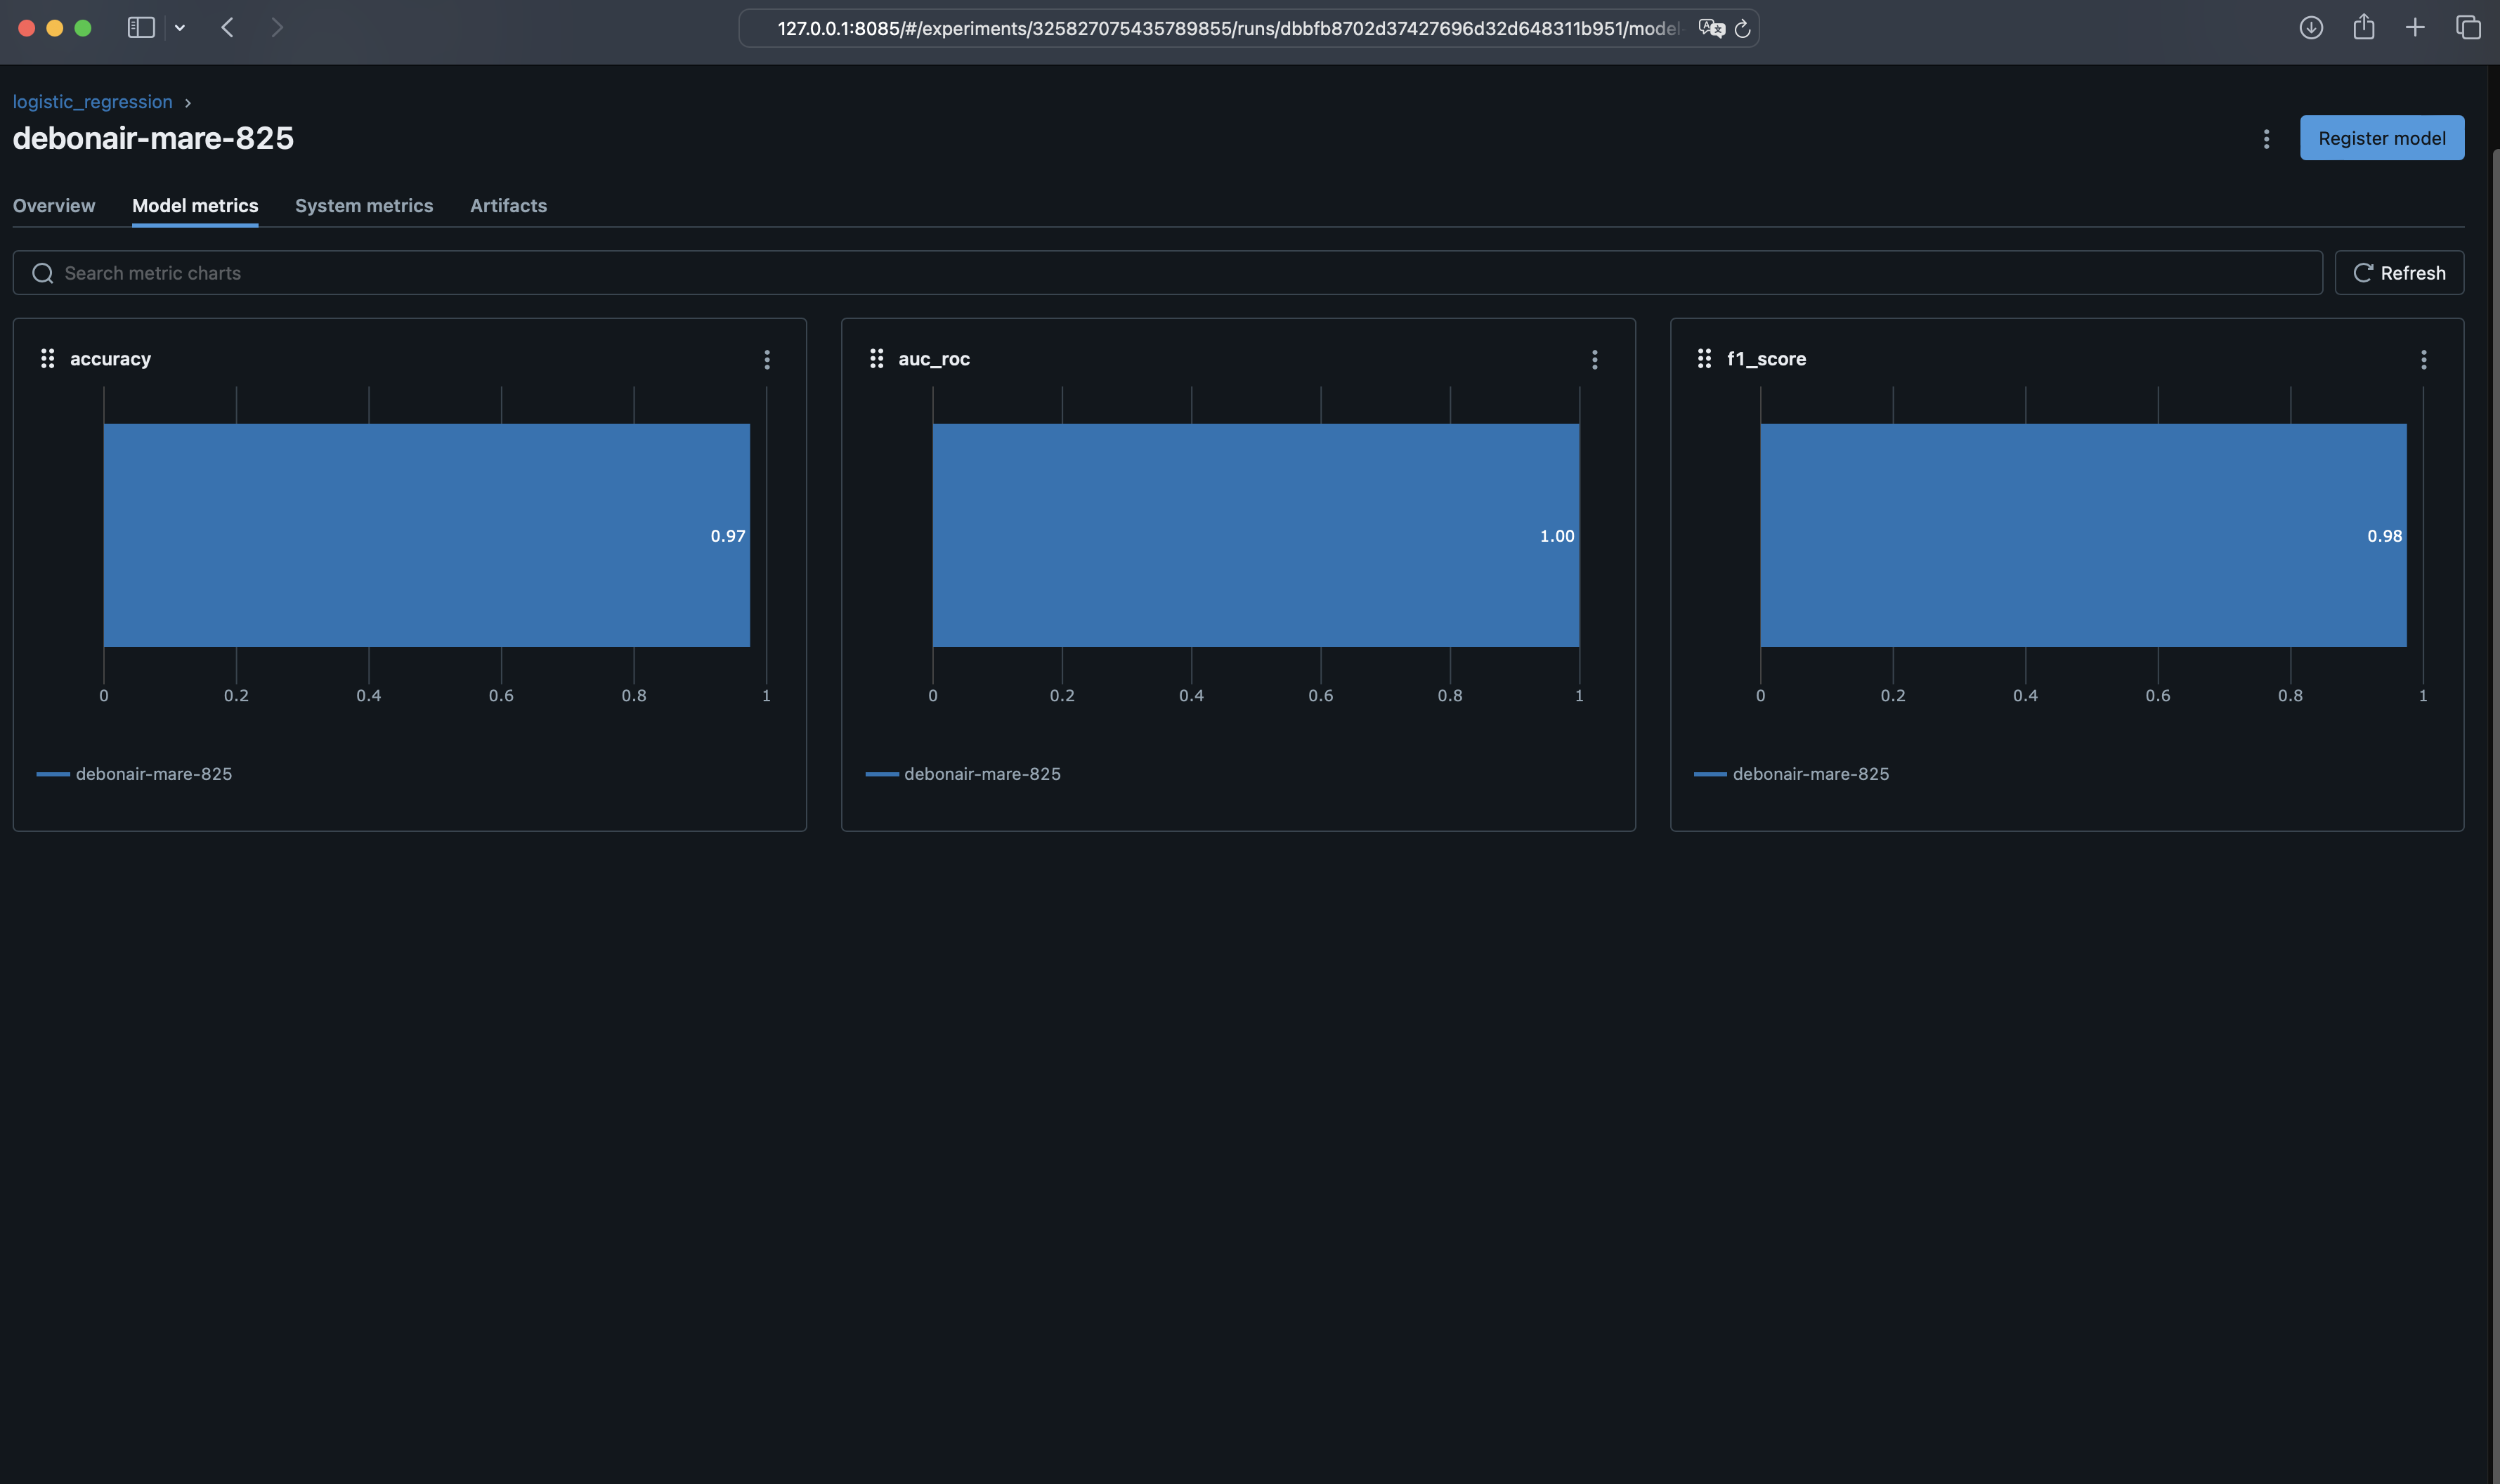 127.0.0.1:8085/#/experiments/325827075435789855/runs/dbbfb8702d37427696d32d648311b951/model-
logistic_regression
debonair-mare-825
Register model
Overview Model metrics System metrics Artifacts
Search metric charts
Refresh
accuracy
0.97
0 0.2 0.4 0.6 0.8 1
debonair-mare-825
auc_roc
1.00
0 0.2 0.4 0.6 0.8 1
debonair-mare-825
f1_score
0.98
0 0.2 0.4 0.6 0.8 1
debonair-mare-825